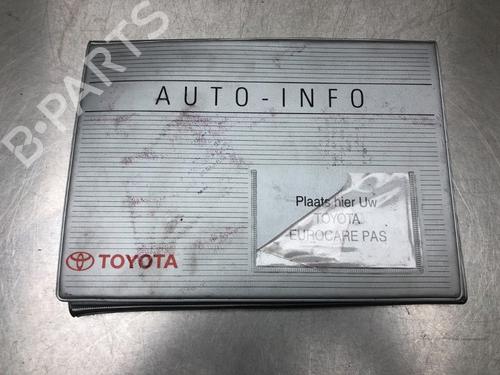 AUTO-INFO
Plaats hier Uw
TOYOTA
EUROCARE PAS
TOYOTA
B-PARTS